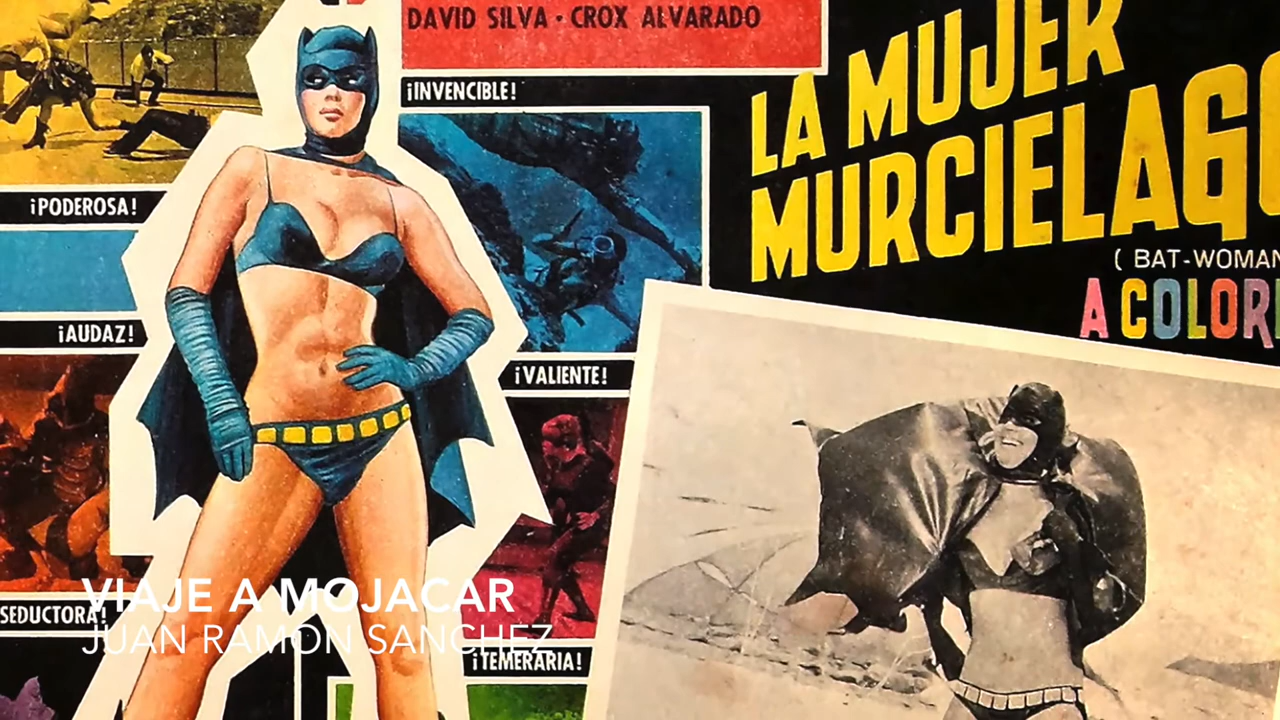 DAVID SILVA · CROX ALVARADO
¡INVENCIBLE!
LA MUJER
MURCIELAGO
( BAT-WOMAN
A COLOR
¡PODEROSA!
¡AUDAZ!
¡VALIENTE!
SEDUCTORA!
¡TEMERARIA!
VIAJE A MOJACAR
JUAN RAMON SANCHEZ